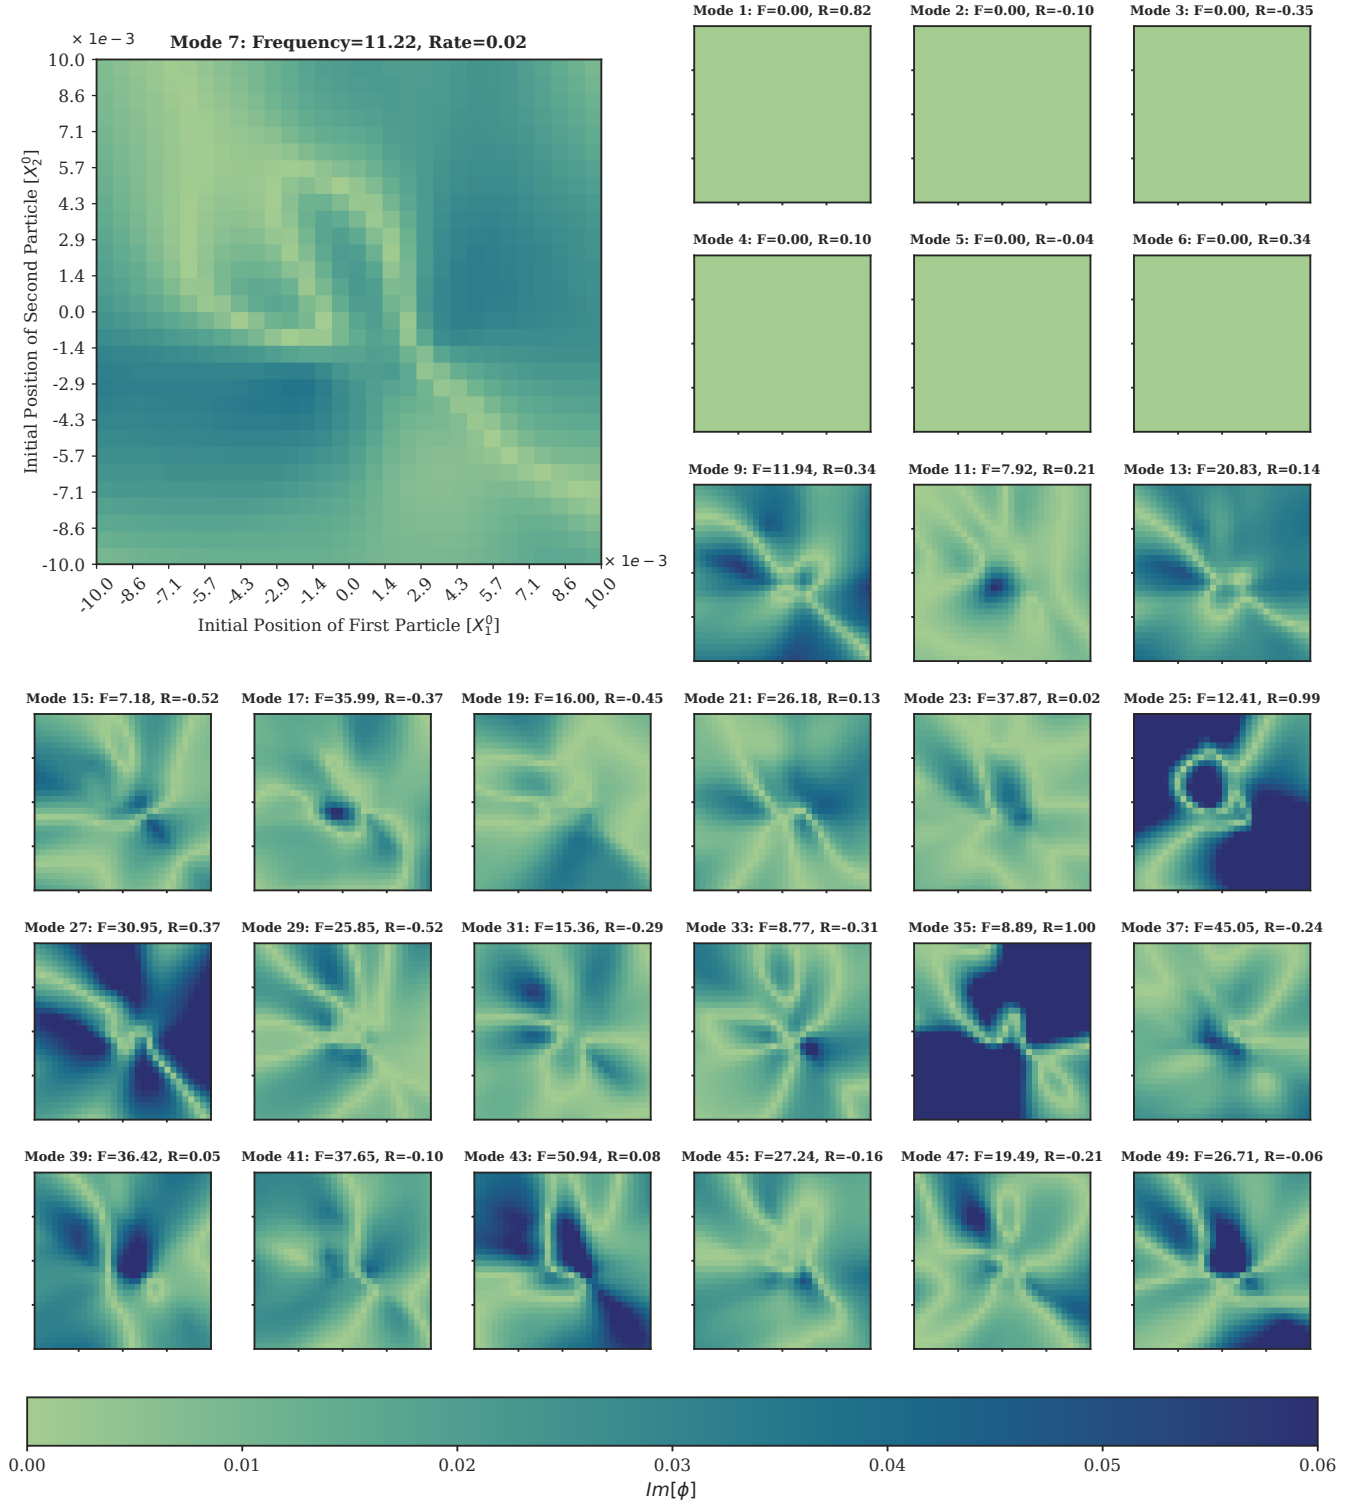 Mode 1: F=0.00, R=0.82
Mode 2: F=0.00, R=-0.10
Mode 3: F=0.00, R=-0.35
× 1e−3
Mode 7: Frequency=11.22, Rate=0.02
10.0
8.6
7.1
5.7
4.3
2.9
1.4
0.0
-1.4
-2.9
-4.3
-5.7
-7.1
-8.6
-10.0
Initial Position of Second Particle [X₂⁰]
-10.0
-8.6
-7.1
-5.7
-4.3
-2.9
-1.4
0.0
1.4
2.9
4.3
5.7
7.1
8.6
10.0
× 1e−3
Initial Position of First Particle [X₁⁰]
Mode 4: F=0.00, R=0.10
Mode 5: F=0.00, R=-0.04
Mode 6: F=0.00, R=0.34
Mode 9: F=11.94, R=0.34
Mode 11: F=7.92, R=0.21
Mode 13: F=20.83, R=0.14
Mode 15: F=7.18, R=-0.52
Mode 17: F=35.99, R=-0.37
Mode 19: F=16.00, R=-0.45
Mode 21: F=26.18, R=0.13
Mode 23: F=37.87, R=0.02
Mode 25: F=12.41, R=0.99
Mode 27: F=30.95, R=0.37
Mode 29: F=25.85, R=-0.52
Mode 31: F=15.36, R=-0.29
Mode 33: F=8.77, R=-0.31
Mode 35: F=8.89, R=1.00
Mode 37: F=45.05, R=-0.24
Mode 39: F=36.42, R=0.05
Mode 41: F=37.65, R=-0.10
Mode 43: F=50.94, R=0.08
Mode 45: F=27.24, R=-0.16
Mode 47: F=19.49, R=-0.21
Mode 49: F=26.71, R=-0.06
0.00
0.01
0.02
0.03
0.04
0.05
0.06
Im[ϕ]